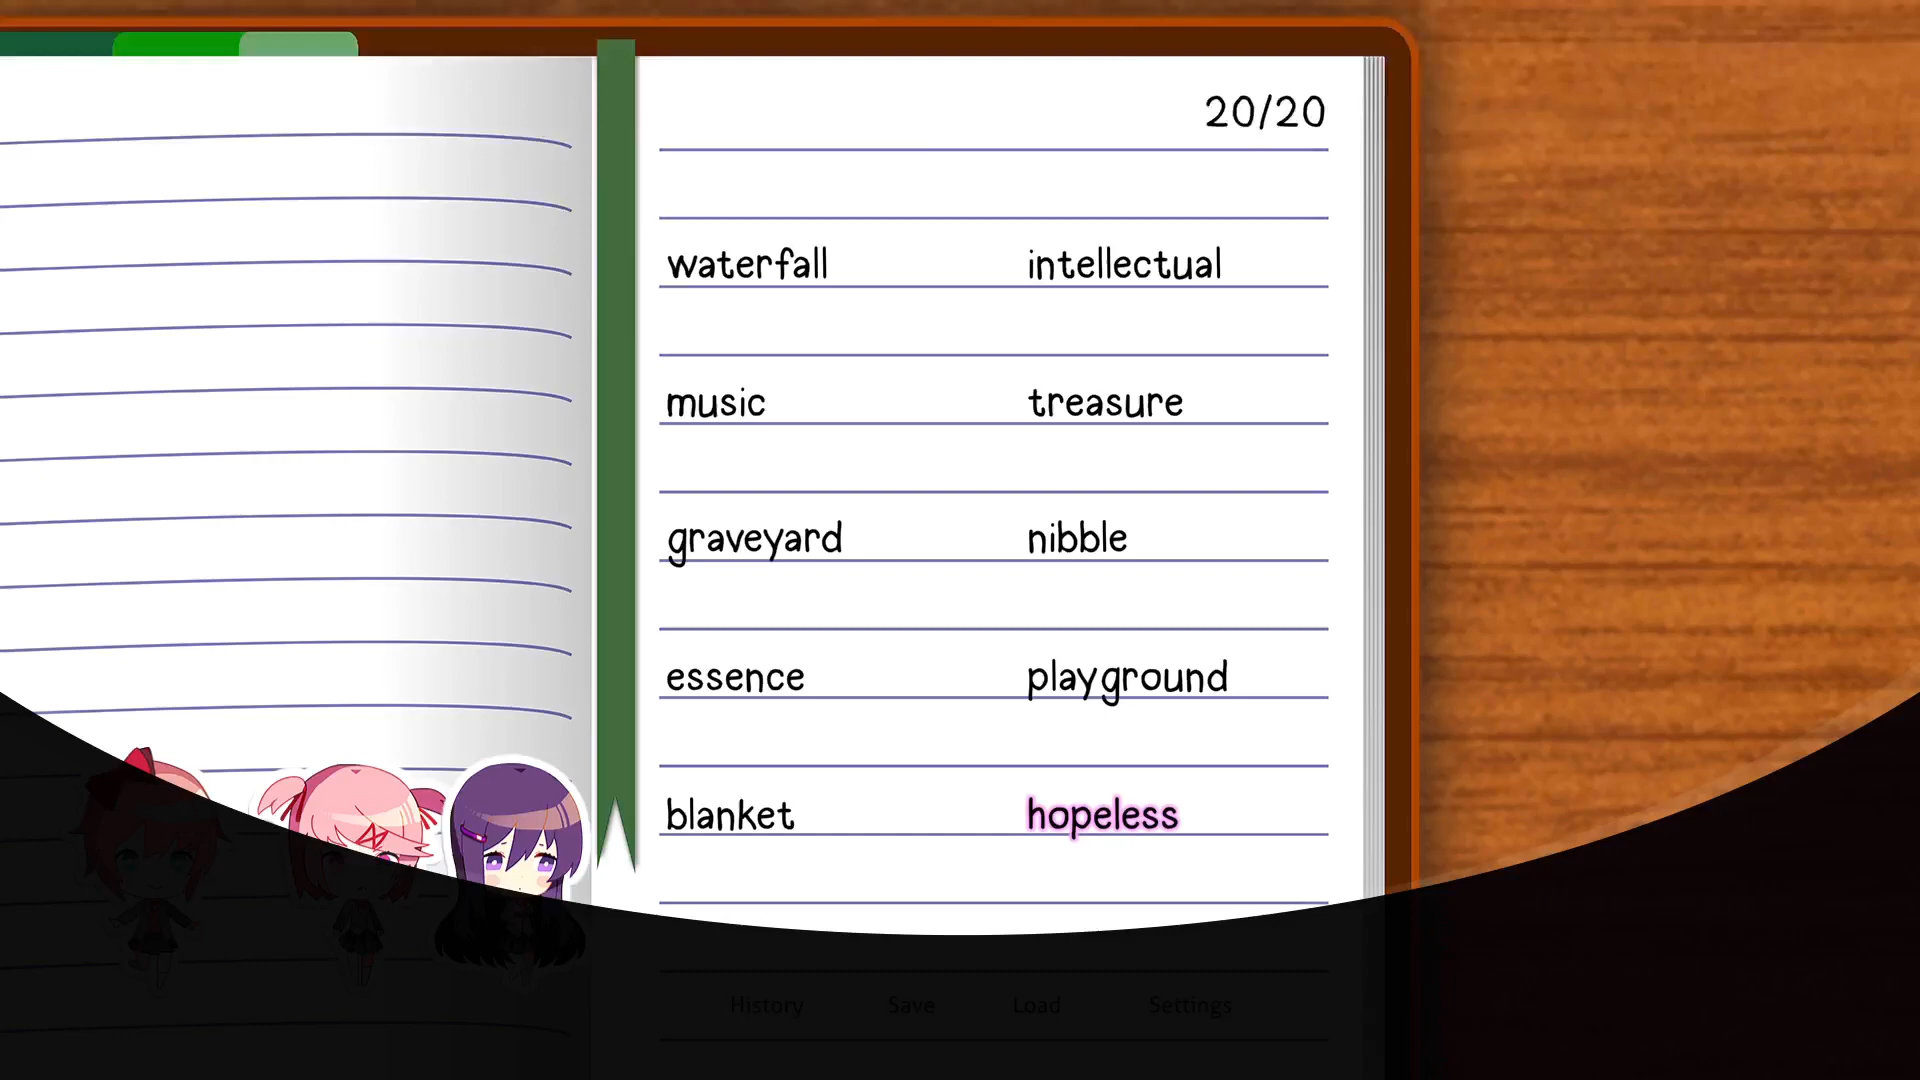 20/20
waterfall intellectual
music treasure
graveyard nibble
essence playground
blanket hopeless
History Save Load Settings